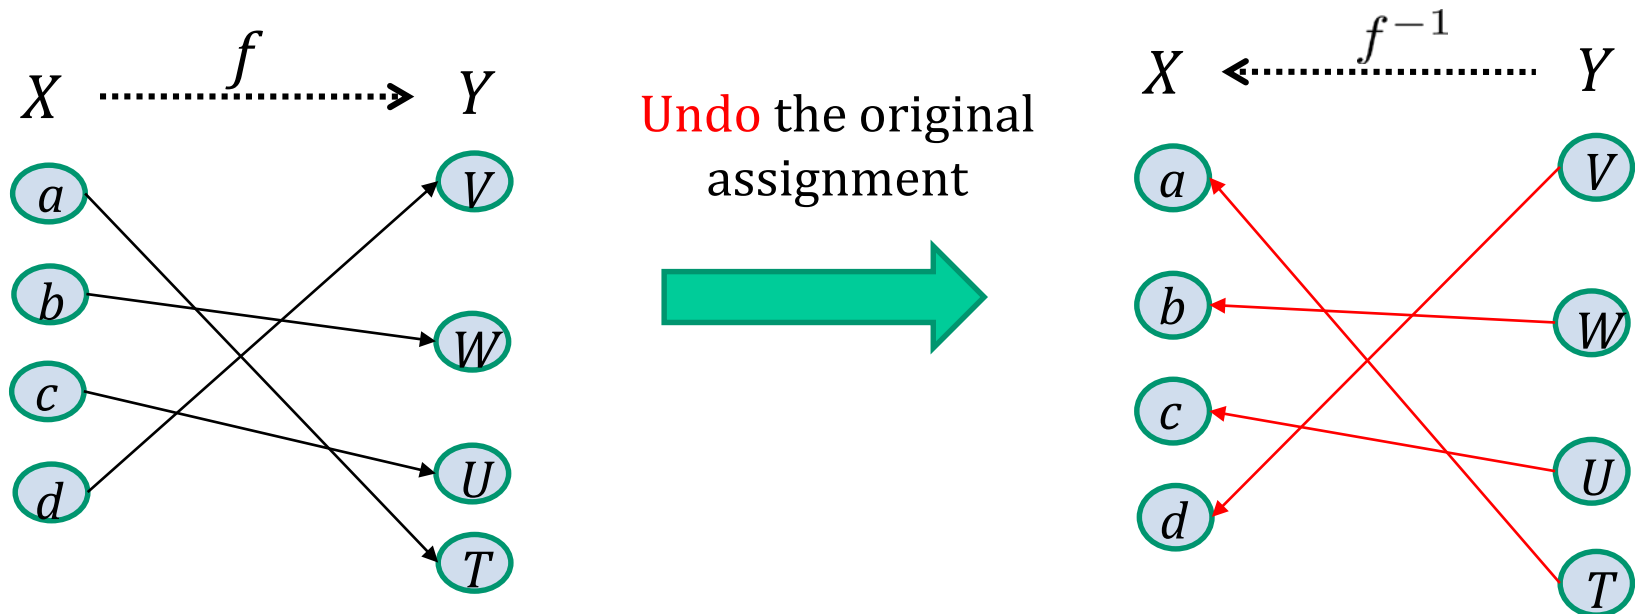 X f Y
a
b
c
d
V
W
U
T
Undo the original
assignment
X f⁻¹ Y
a
b
c
d
V
W
U
T